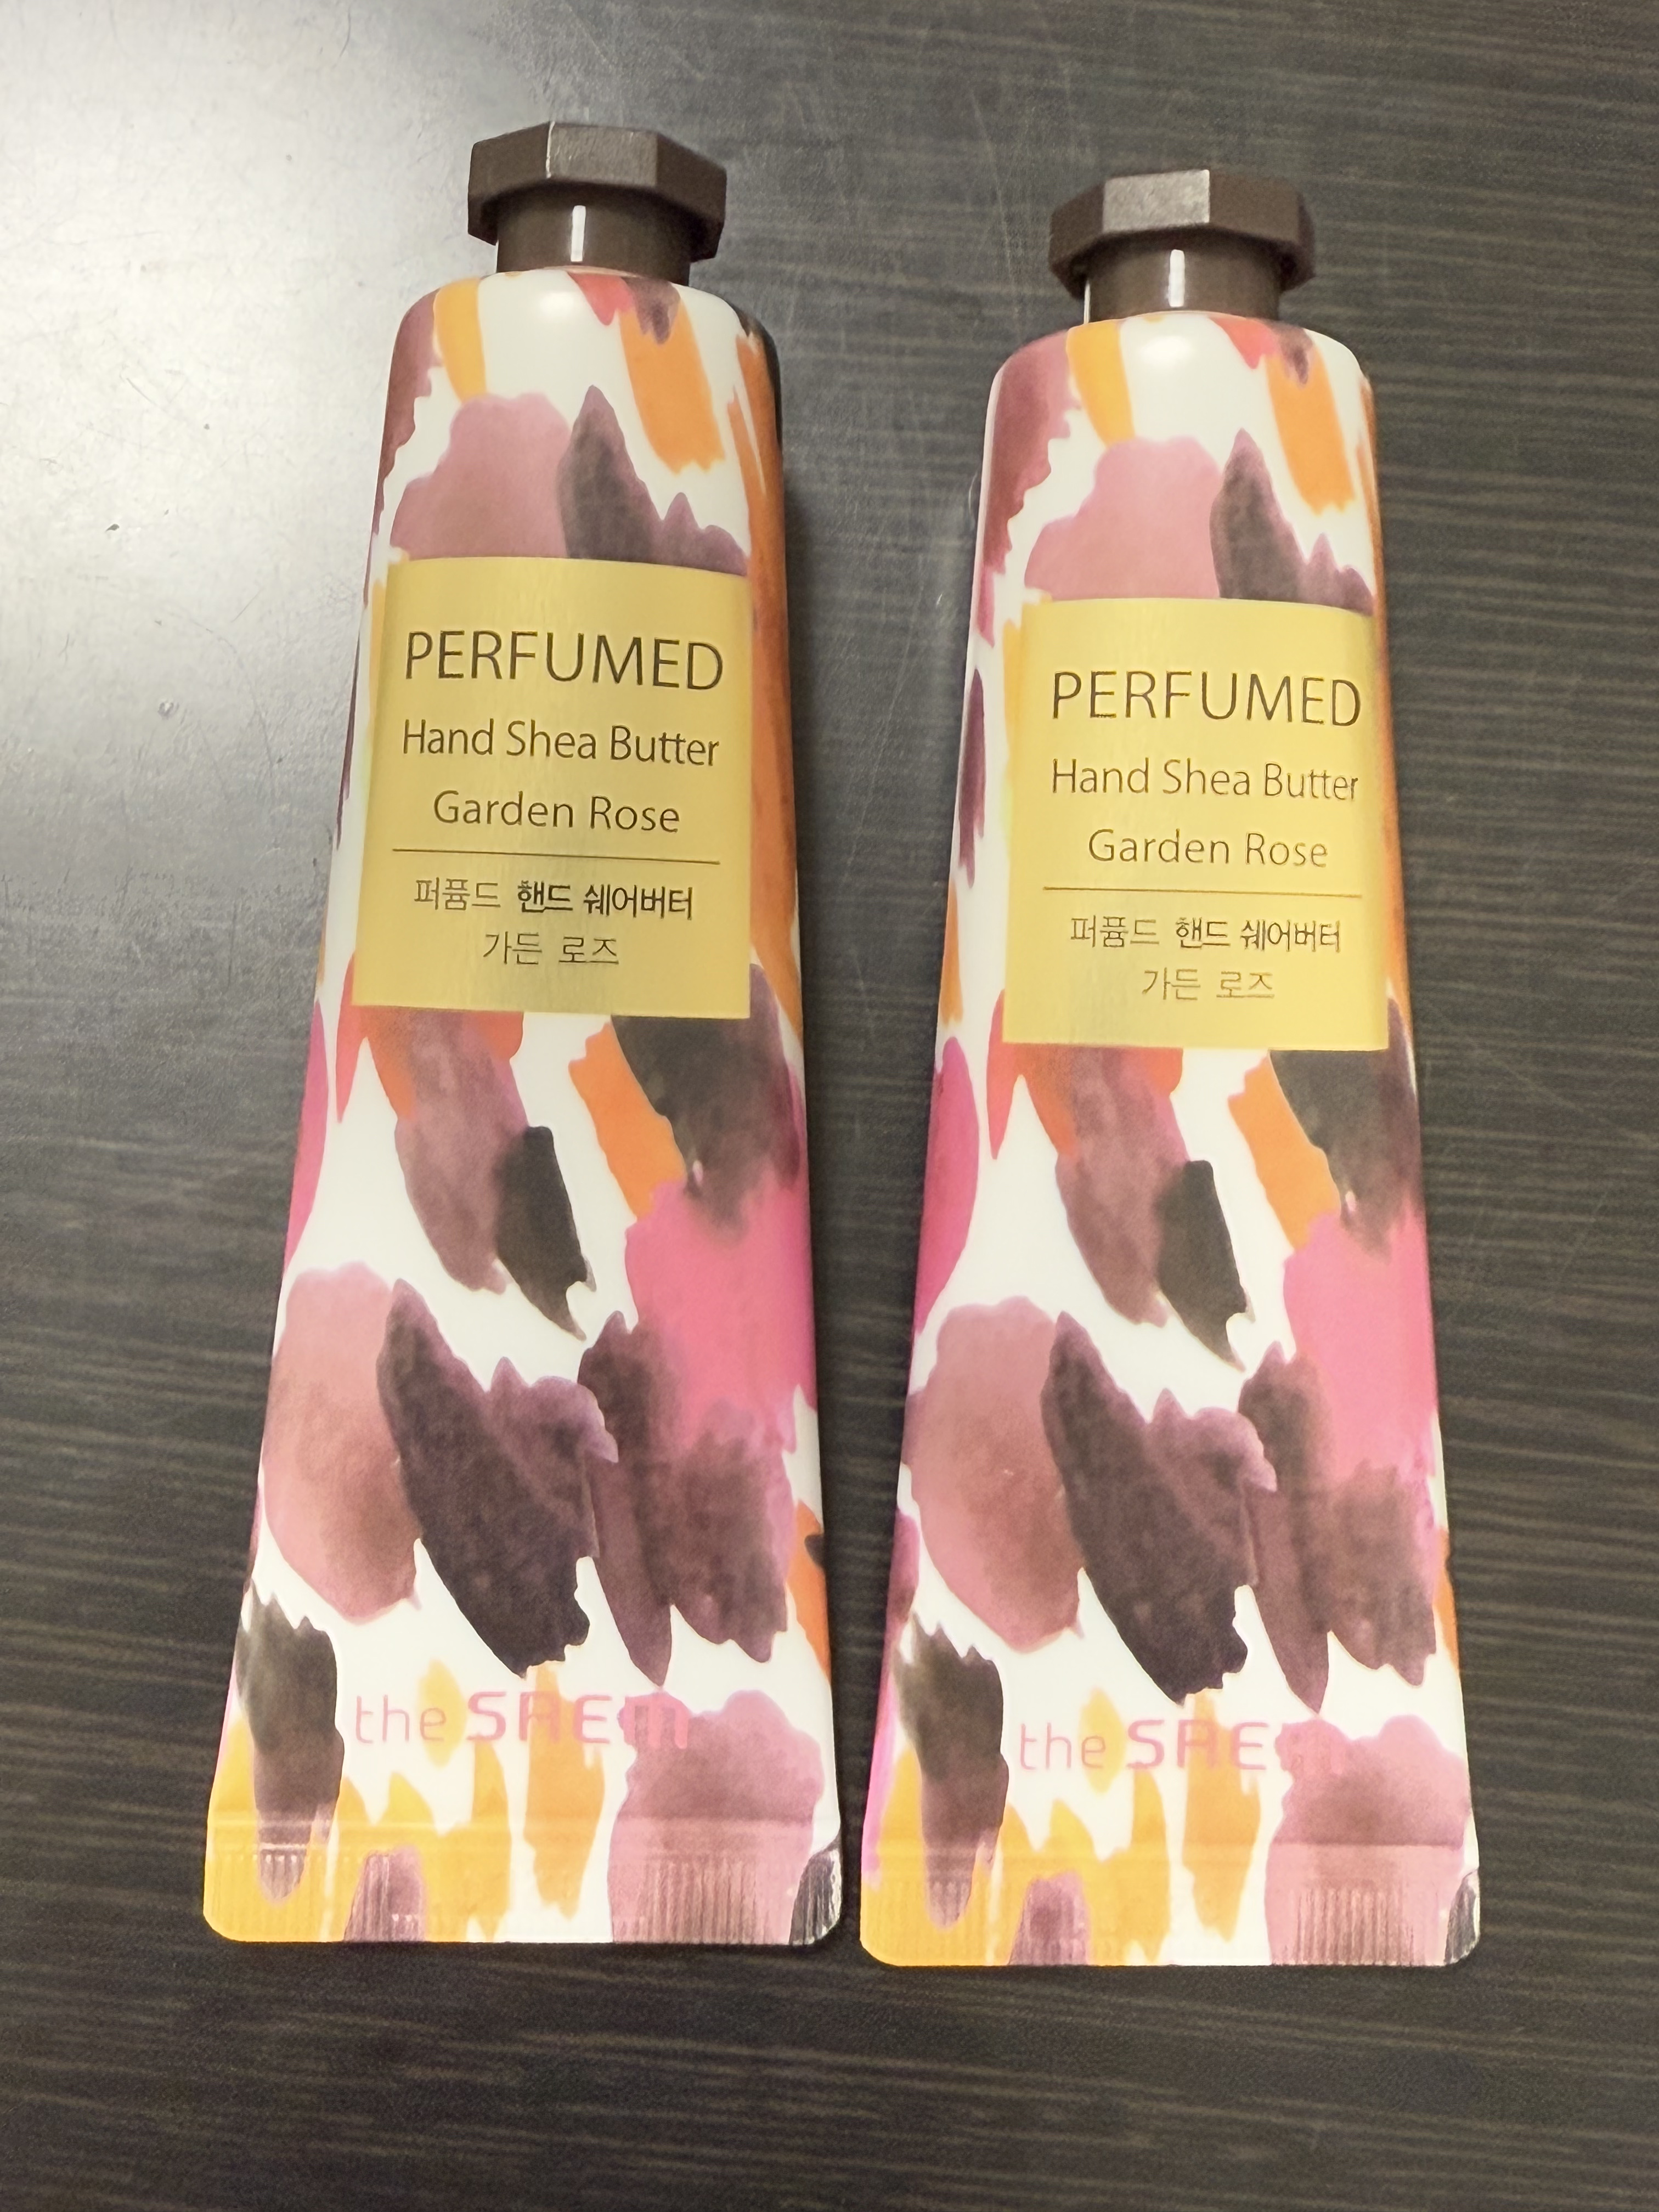 PERFUMED
Hand Shea Butter
Garden Rose
퍼퓸드 핸드 쉐어버터
가든 로즈
the SAEM
PERFUMED
Hand Shea Butter
Garden Rose
퍼퓸드 핸드 쉐어버터
가든 로즈
the SAEM